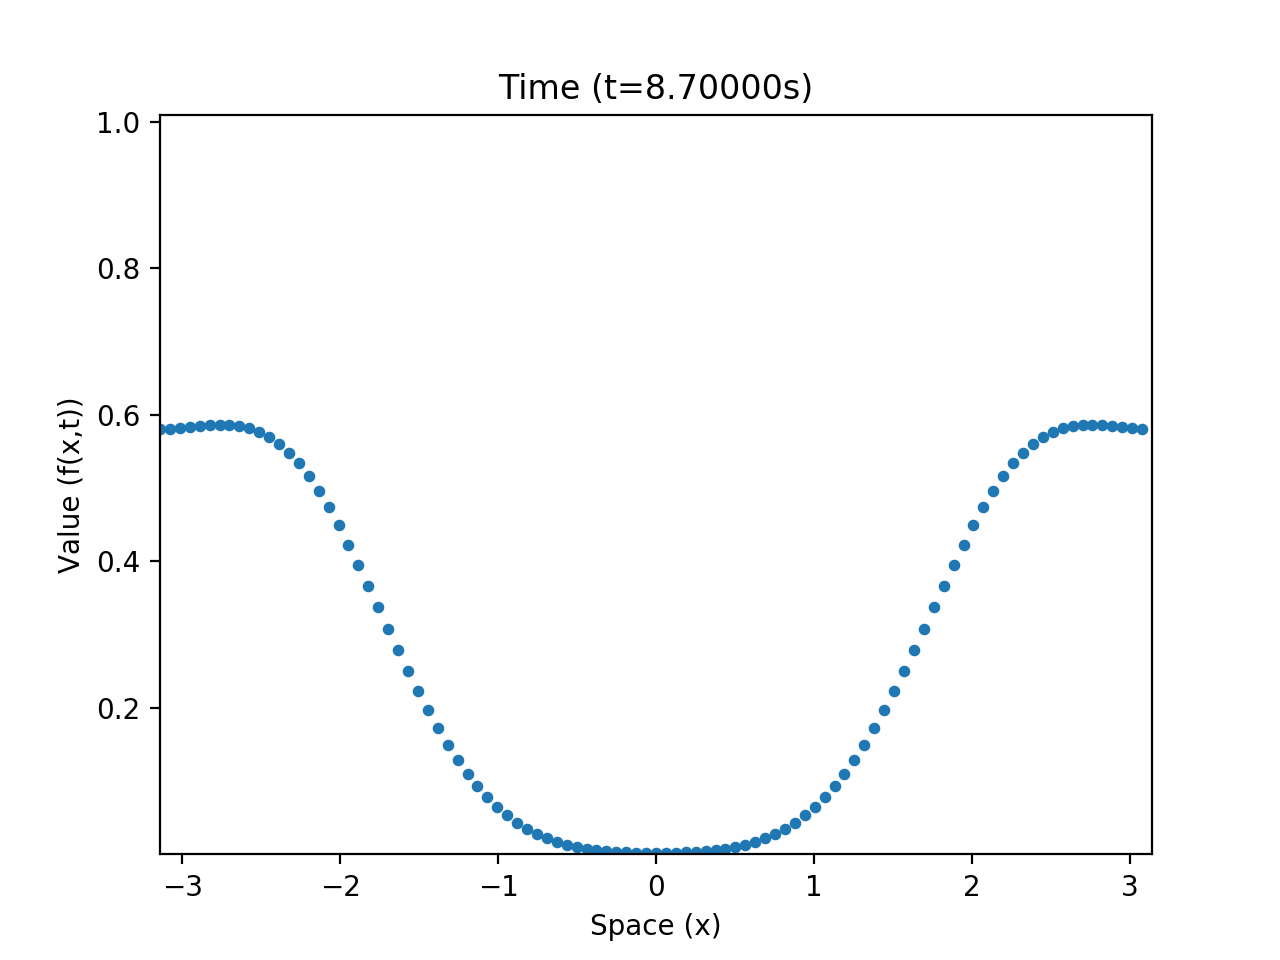 Time (t=8.70000s)
1.0
0.8
0.6
0.4
0.2
Value (f(x,t))
−3 −2 −1 0 1 2 3
Space (x)